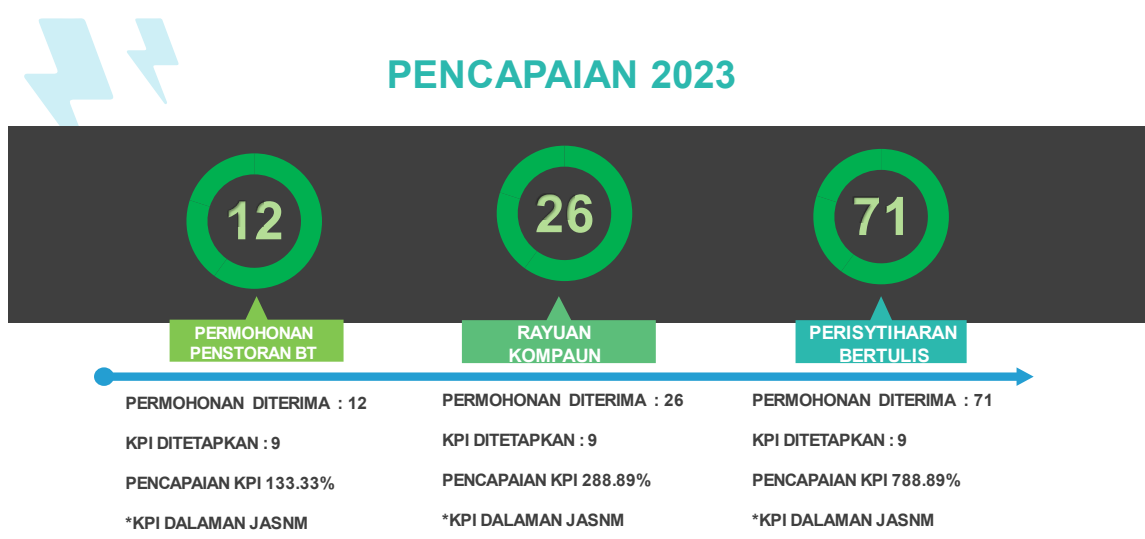 PENCAPAIAN 2023
12
26
71
PERMOHONAN
PENSTORAN BT
RAYUAN
KOMPAUN
PERISYTIHARAN
BERTULIS
PERMOHONAN DITERIMA : 12
KPI DITETAPKAN : 9
PENCAPAIAN KPI 133.33%
*KPI DALAMAN JASNM
PERMOHONAN DITERIMA : 26
KPI DITETAPKAN : 9
PENCAPAIAN KPI 288.89%
*KPI DALAMAN JASNM
PERMOHONAN DITERIMA : 71
KPI DITETAPKAN : 9
PENCAPAIAN KPI 788.89%
*KPI DALAMAN JASNM